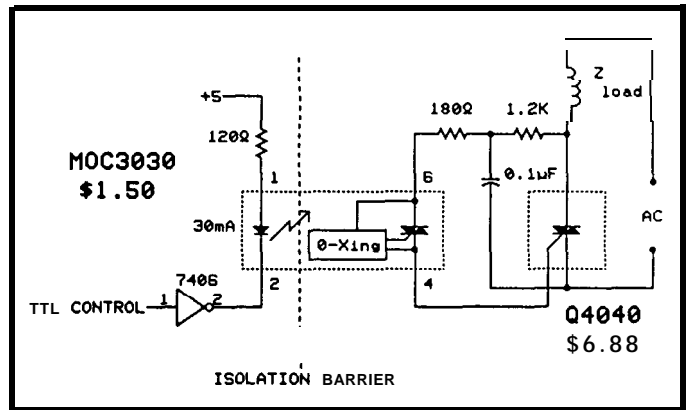 Z
load
+5
180Ω
1.2K
120Ω
MOC3030
$1.50
1
6
0.1µF
30mA
0-Xing
AC
7406
2
4
TTL CONTROL
1
2
Q4040
$6.88
ISOLATION BARRIER